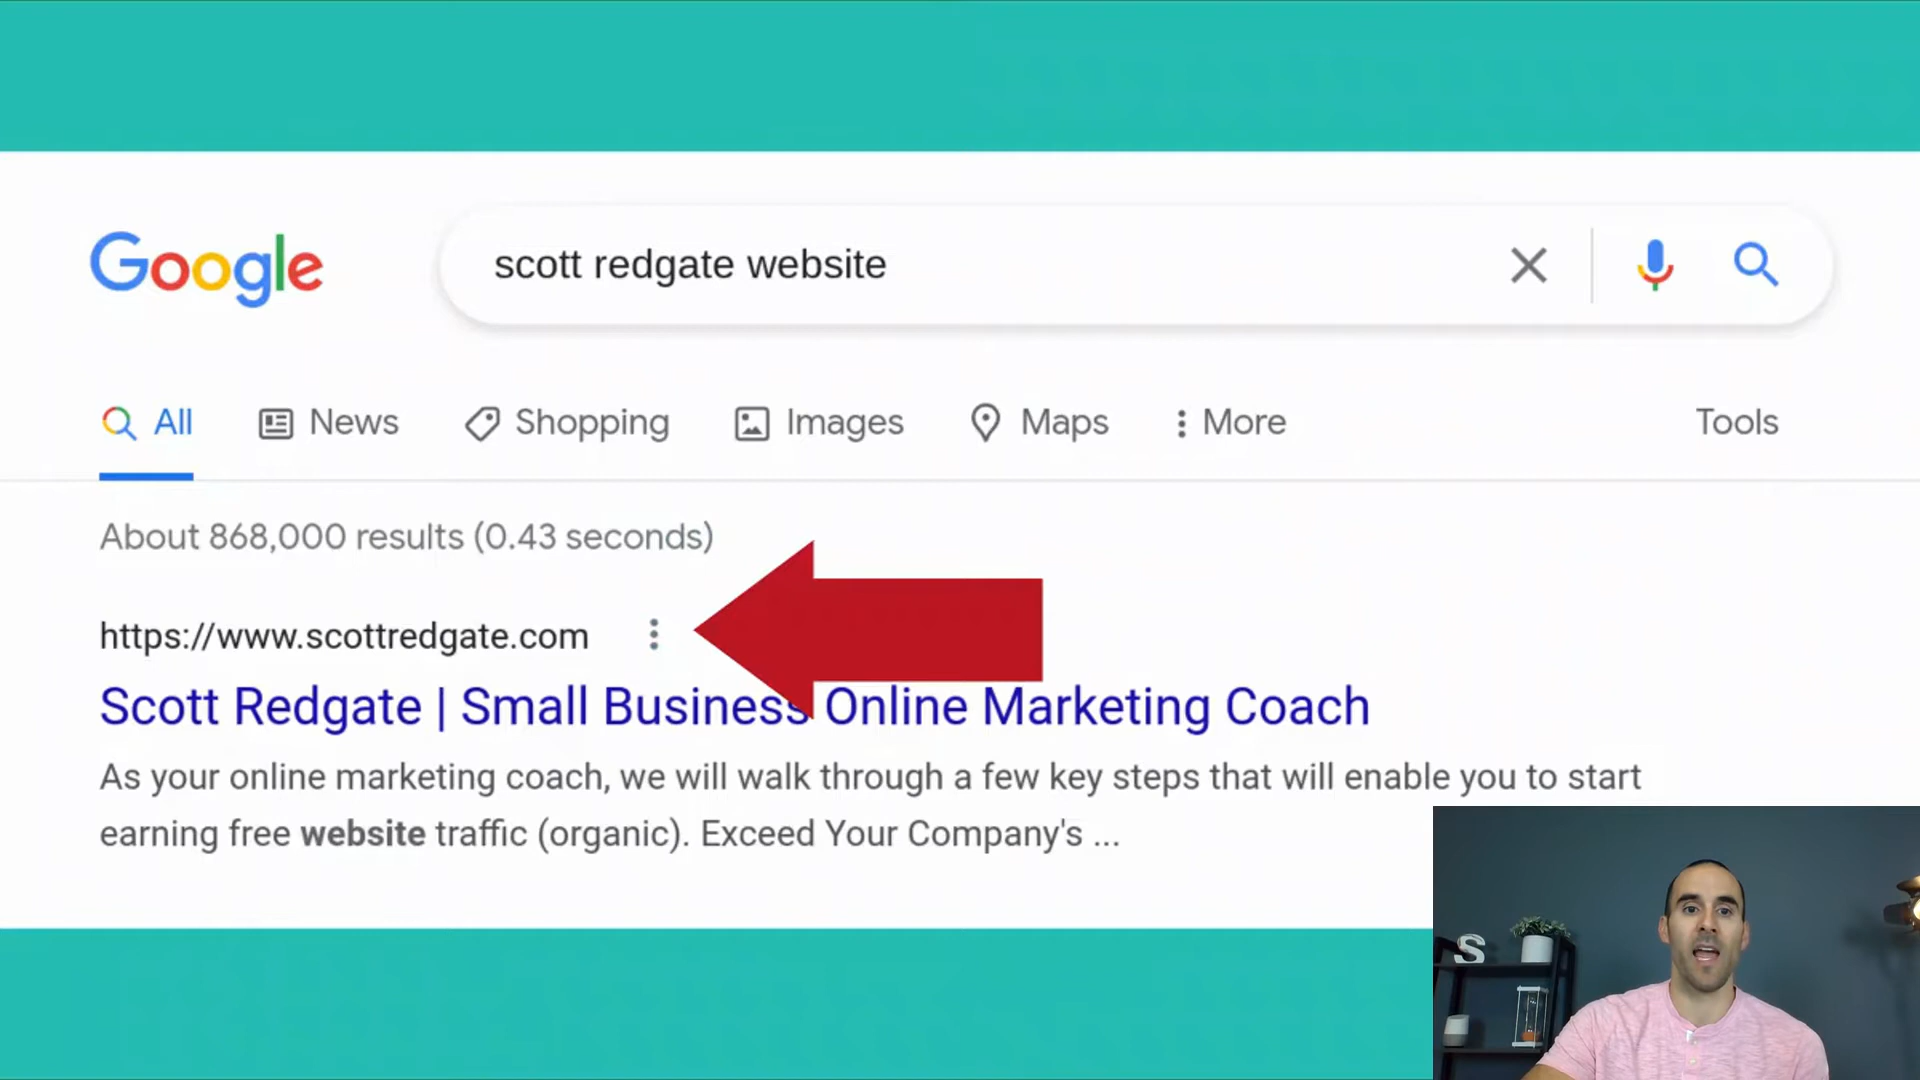 Google
scott redgate website
All News Shopping Images Maps More Tools
About 868,000 results (0.43 seconds)
https://www.scottredgate.com
Scott Redgate | Small Business Online Marketing Coach
As your online marketing coach, we will walk through a few key steps that will enable you to start
earning free website traffic (organic). Exceed Your Company's ...
S